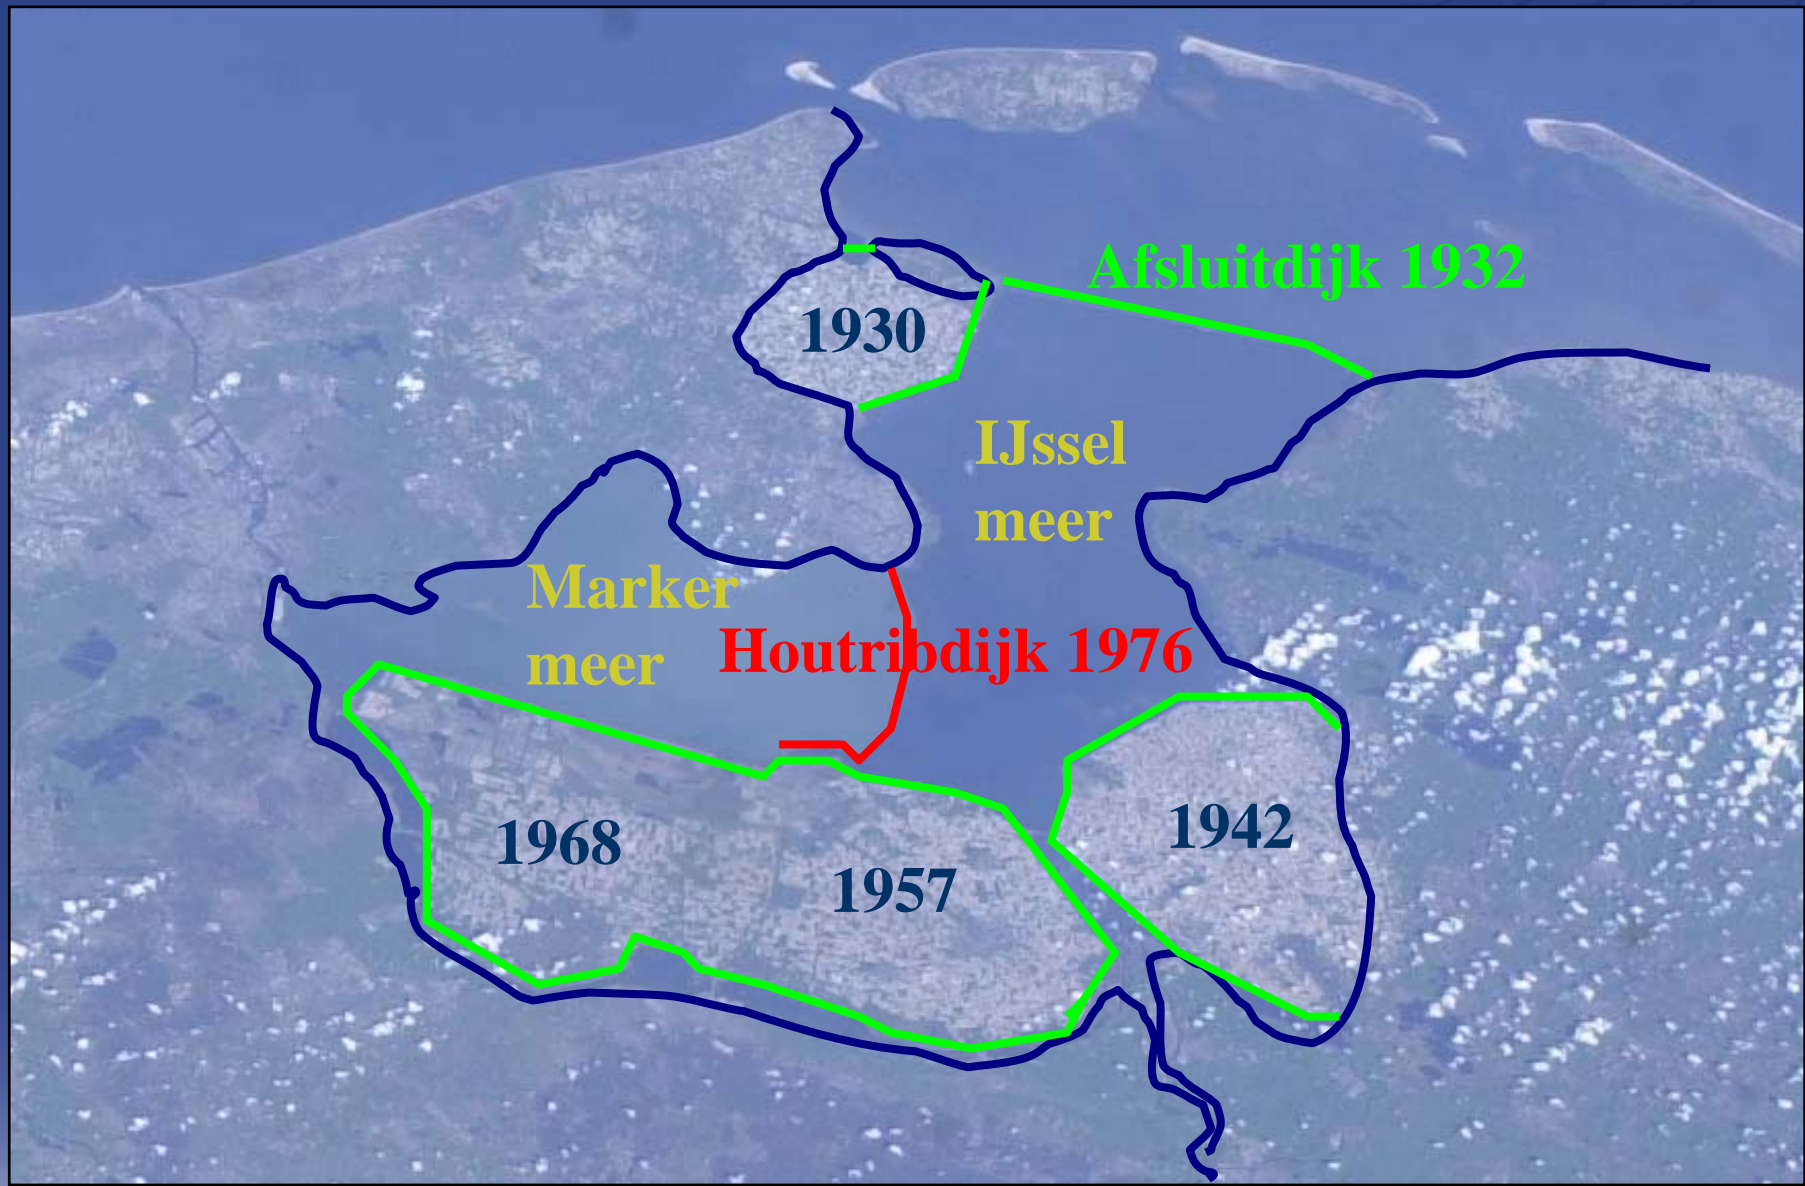 Afsluitdijk 1932
1930
IJssel
meer
Marker
meer
Houtribdijk 1976
1968
1957
1942